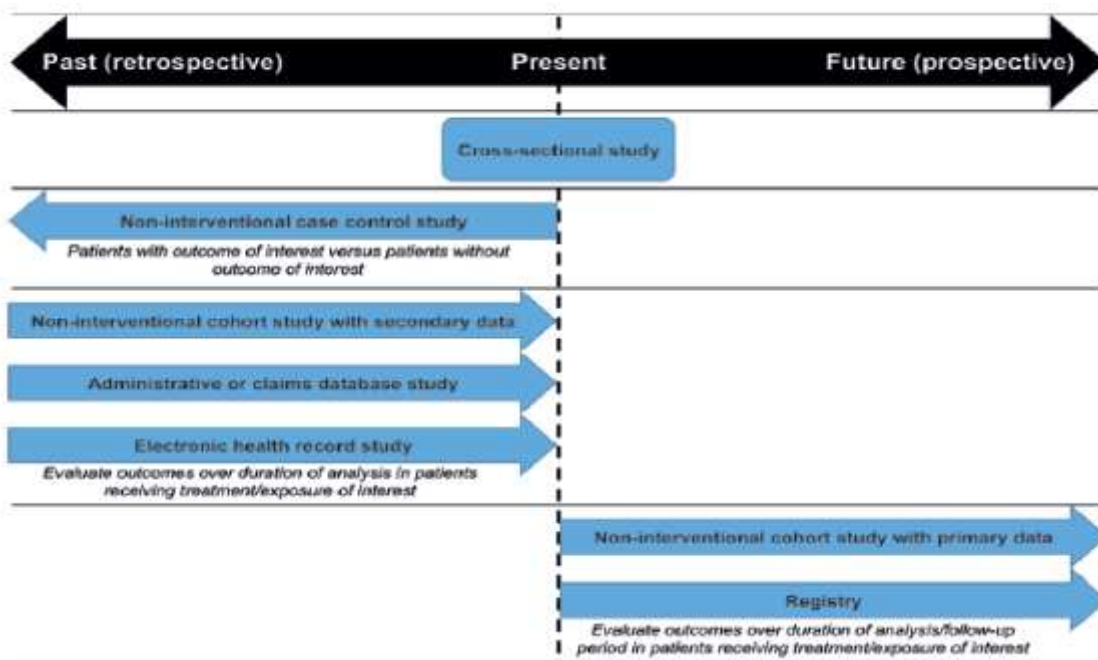 Past (retrospective) Present Future (prospective)
Cross-sectional study
Non-interventional case control study
Patients with outcome of interest versus patients without
outcome of interest
Non-interventional cohort study with secondary data
Administrative or claims database study
Electronic health record study
Evaluate outcomes over duration of analysis in patients
receiving treatment/exposure of interest
Non-interventional cohort study with primary data
Registry
Evaluate outcomes over duration of analysis/follow-up
period in patients receiving treatment/exposure of interest